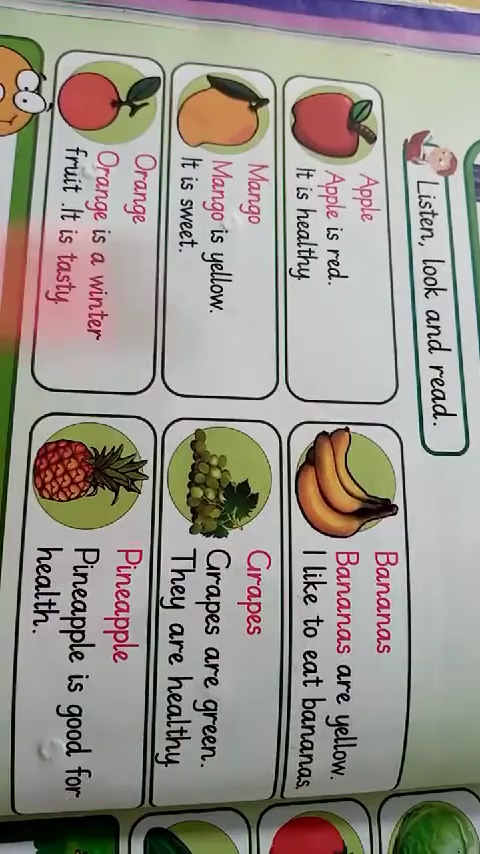 Listen, look and read.
Apple
Apple is red.
It is healthy.
Bananas
Bananas are yellow.
I like to eat bananas.
Mango
Mango is yellow.
It is sweet.
Grapes
Grapes are green.
They are healthy.
Orange
Orange is a winter
fruit .It is tasty.
Pineapple
Pineapple is good for
health.